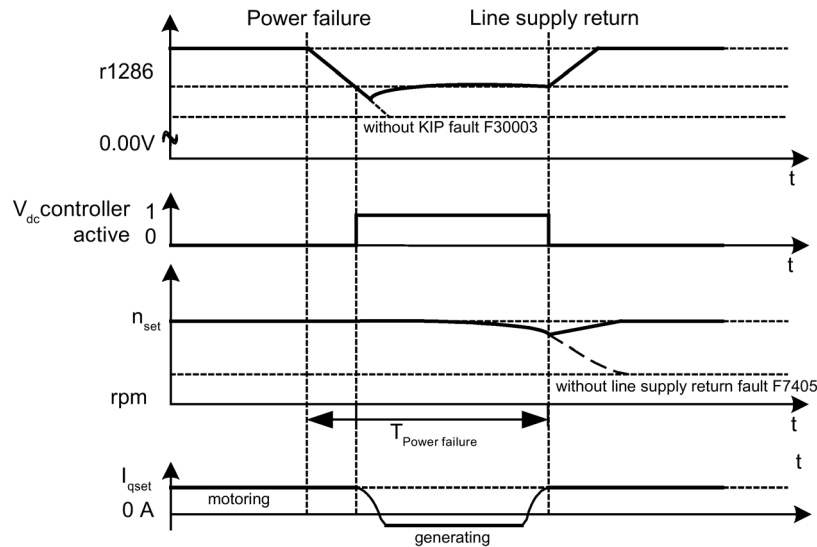 Power failure
Line supply return
r1286
without KIP fault F30003
0.00V
t
V_dc controller 1
active 0
t
n_set
without line supply return fault F7405
rpm
T_Power failure
t
t
I_qset
motoring
0 A
generating